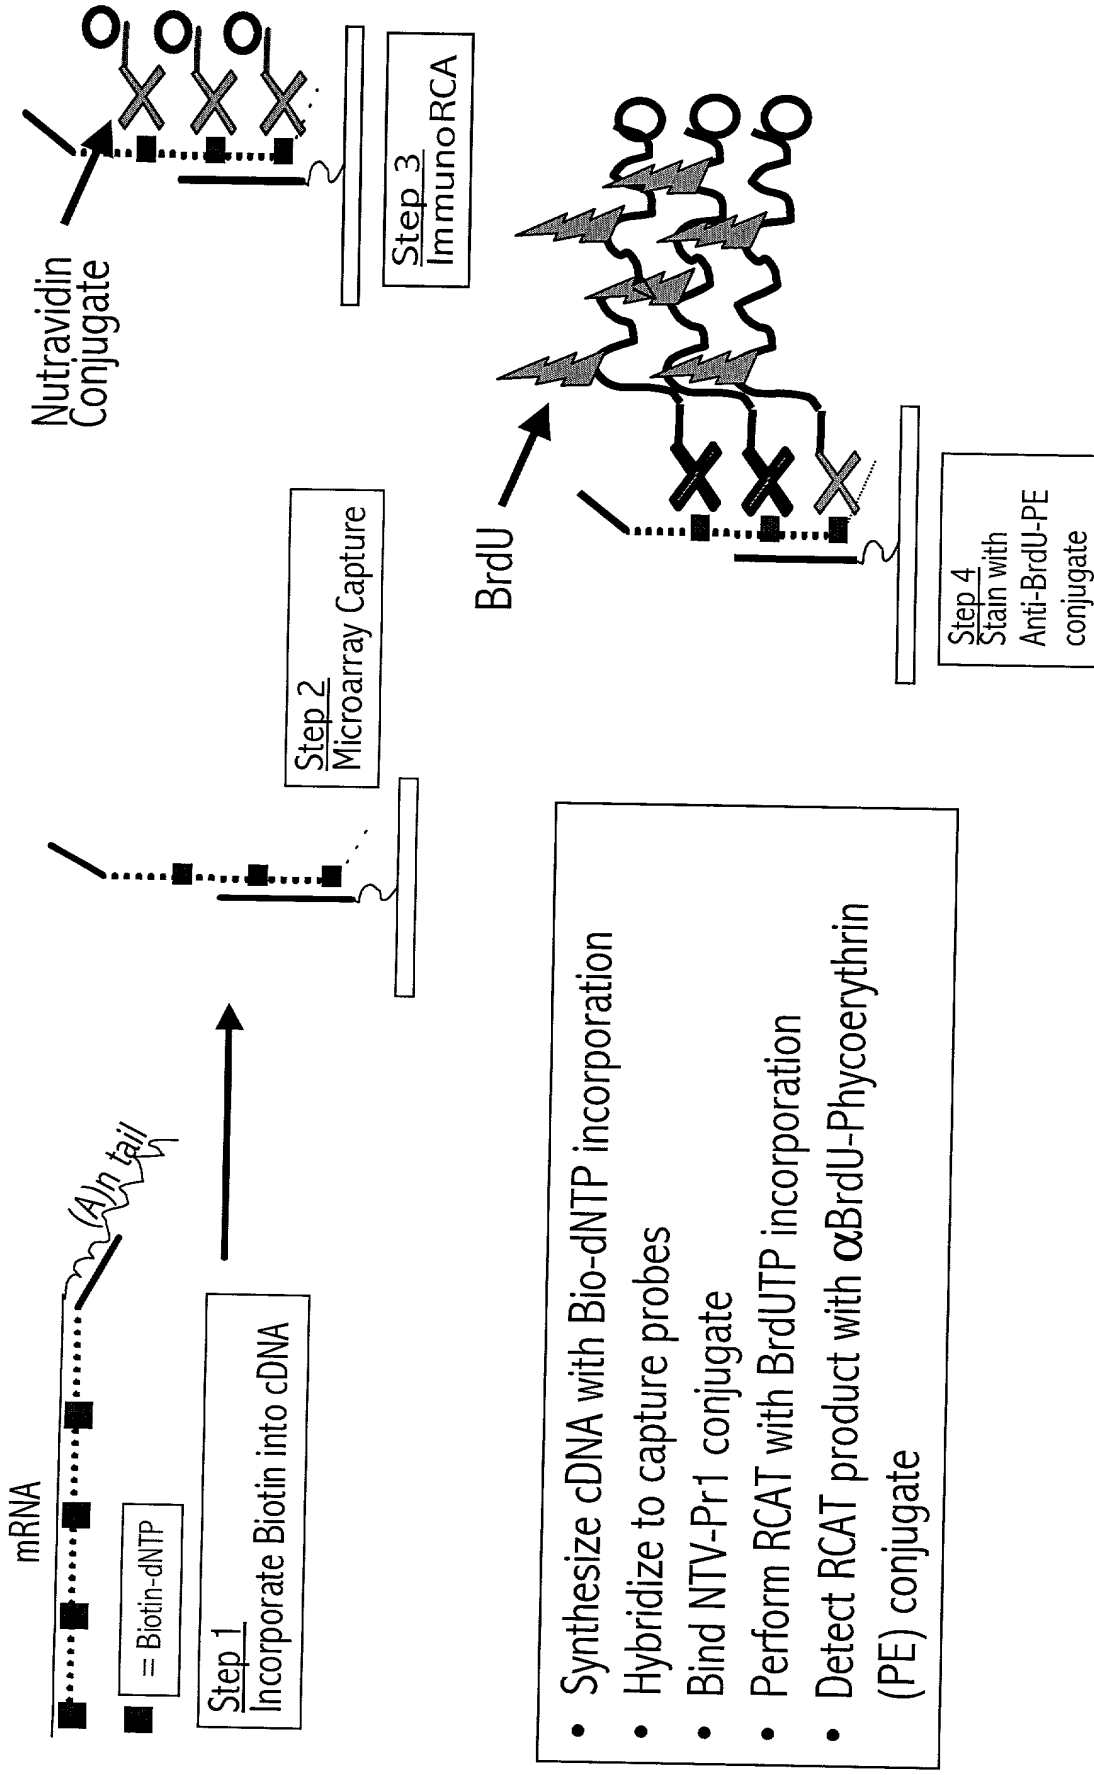 mRNA
(A)n tail
= Biotin-dNTP
Step 1
Incorporate Biotin into cDNA
Step 2
Microarray Capture
Nutravidin
Conjugate
Step 3
ImmunoRCA
BrdU
Step 4
Stain with
Anti-BrdU-PE
conjugate
• Synthesize cDNA with Bio-dNTP incorporation
• Hybridize to capture probes
• Bind NTV-Pr1 conjugate
• Perform RCAT with BrdUTP incorporation
• Detect RCAT product with αBrdU-Phycoerythrin
(PE) conjugate